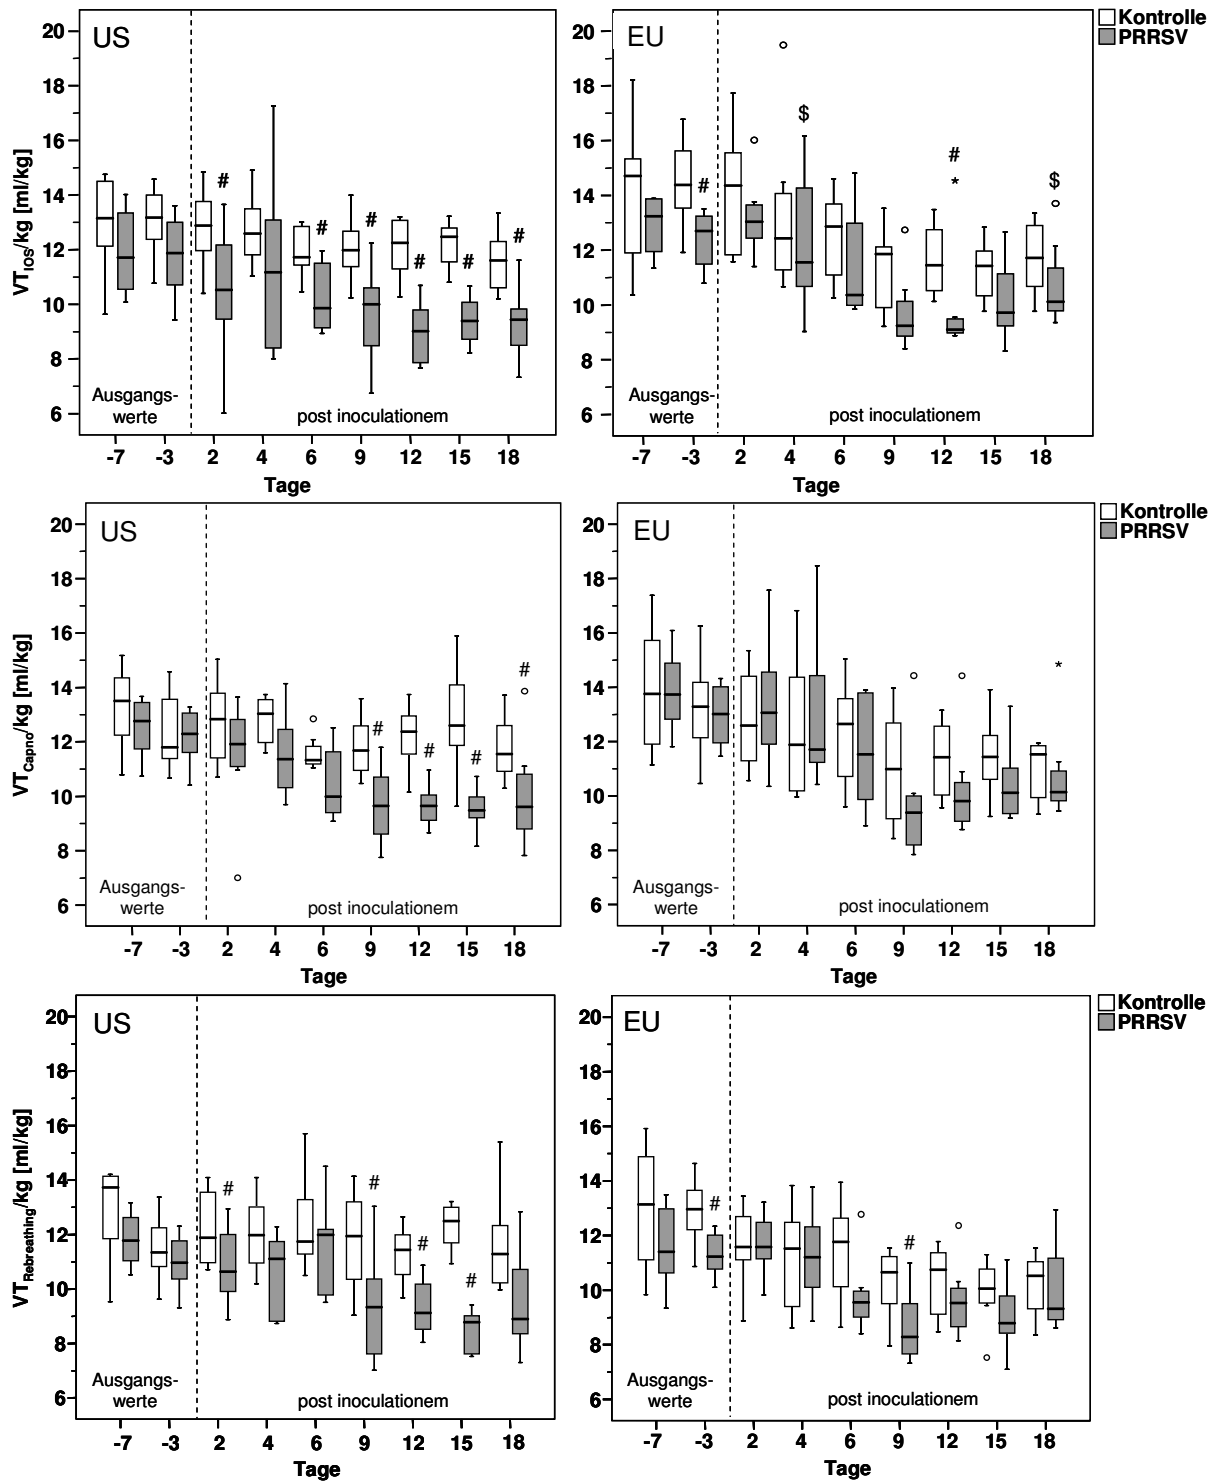 US
EU
Kontrolle
PRRSV
VT_IOS/kg [ml/kg]
20
18
16
14
12
10
8
6
# # # # # #
Ausgangs-
werte
post inoculationem
-7 -3 2 4 6 9 12 15 18
Tage
20
18
16
14
12
10
8
6
# $ # * $
Ausgangs-
werte
post inoculationem
-7 -3 2 4 6 9 12 15 18
Tage
US
EU
Kontrolle
PRRSV
VT_Capno/kg [ml/kg]
20
18
16
14
12
10
8
6
# # # #
Ausgangs-
werte
post inoculationem
-7 -3 2 4 6 9 12 15 18
Tage
20
18
16
14
12
10
8
6
*
Ausgangs-
werte
post inoculationem
-7 -3 2 4 6 9 12 15 18
Tage
US
EU
Kontrolle
PRRSV
VT_Rebreathing/kg [ml/kg]
20
18
16
14
12
10
8
6
# # # #
Ausgangs-
werte
post inoculationem
-7 -3 2 4 6 9 12 15 18
Tage
20
18
16
14
12
10
8
6
# #
Ausgangs-
werte
post inoculationem
-7 -3 2 4 6 9 12 15 18
Tage